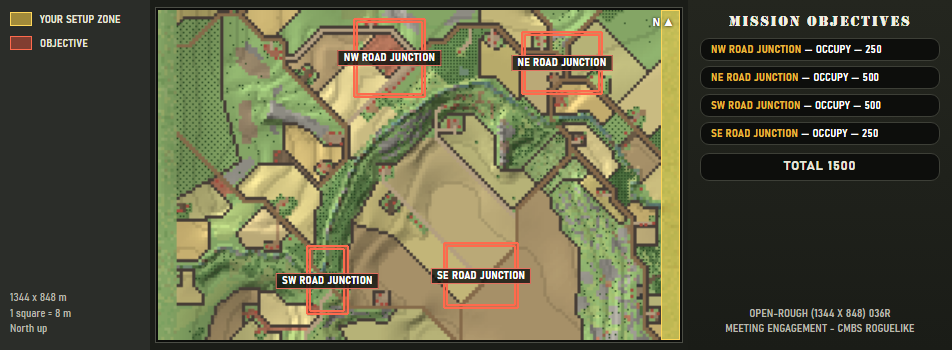 YOUR SETUP ZONE
OBJECTIVE
1344 x 848 m
1 square = 8 m
North up
N ▲
NW ROAD JUNCTION
NE ROAD JUNCTION
SW ROAD JUNCTION
SE ROAD JUNCTION
MISSION OBJECTIVES
NW ROAD JUNCTION — OCCUPY — 250
NE ROAD JUNCTION — OCCUPY — 500
SW ROAD JUNCTION — OCCUPY — 500
SE ROAD JUNCTION — OCCUPY — 250
TOTAL 1500
OPEN-ROUGH (1344 X 848) 036R
MEETING ENGAGEMENT - CMBS ROGUELIKE